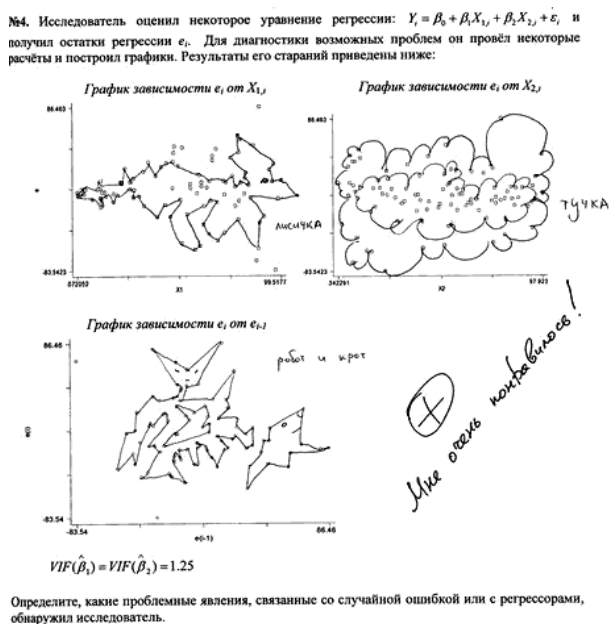 №4. Исследователь оценил некоторое уравнение регрессии: Yᵢ = β₀ + β₁X₁,ᵢ + β₂X₂,ᵢ + εᵢ и
получил остатки регрессии eᵢ. Для диагностики возможных проблем он провёл некоторые
расчёты и построил графики. Результаты его стараний приведены ниже:
График зависимости eᵢ от X₁,ᵢ
График зависимости eᵢ от X₂,ᵢ
86.463
86.463
лисичка
тучка
-83.5423
-83.5423
.872052
99.5177
X1
.342291
97.923
X2
График зависимости eᵢ от eᵢ₋₁
86.46
робот и крот
e(i)
-83.54
-83.54
86.46
e(i-1)
+
Мне очень понравилось!
VIF(β̂₁) = VIF(β̂₂) = 1.25
Определите, какие проблемные явления, связанные со случайной ошибкой или с регрессорами,
обнаружил исследователь.